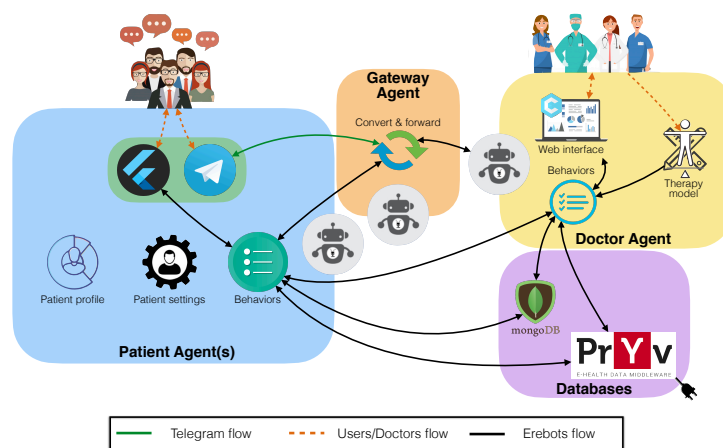 Gateway
Agent
Convert & forward
Web interface
Behaviors
Therapy
model
Doctor Agent
Patient profile
Patient settings
Behaviors
Patient Agent(s)
mongoDB
PrYv
E-HEALTH DATA MIDDLEWARE
Databases
Telegram flow
Users/Doctors flow
Erebots flow